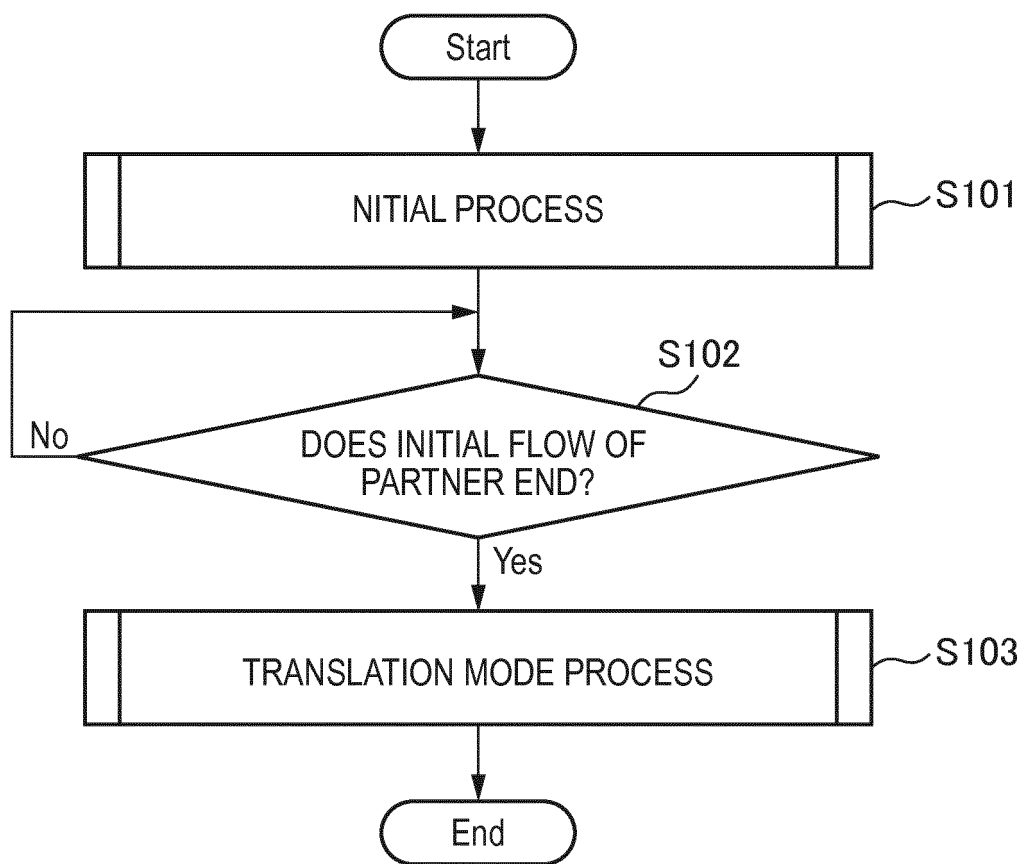 Start
NITIAL PROCESS
S101
S102
No
DOES INITIAL FLOW OF
PARTNER END?
Yes
TRANSLATION MODE PROCESS
S103
End